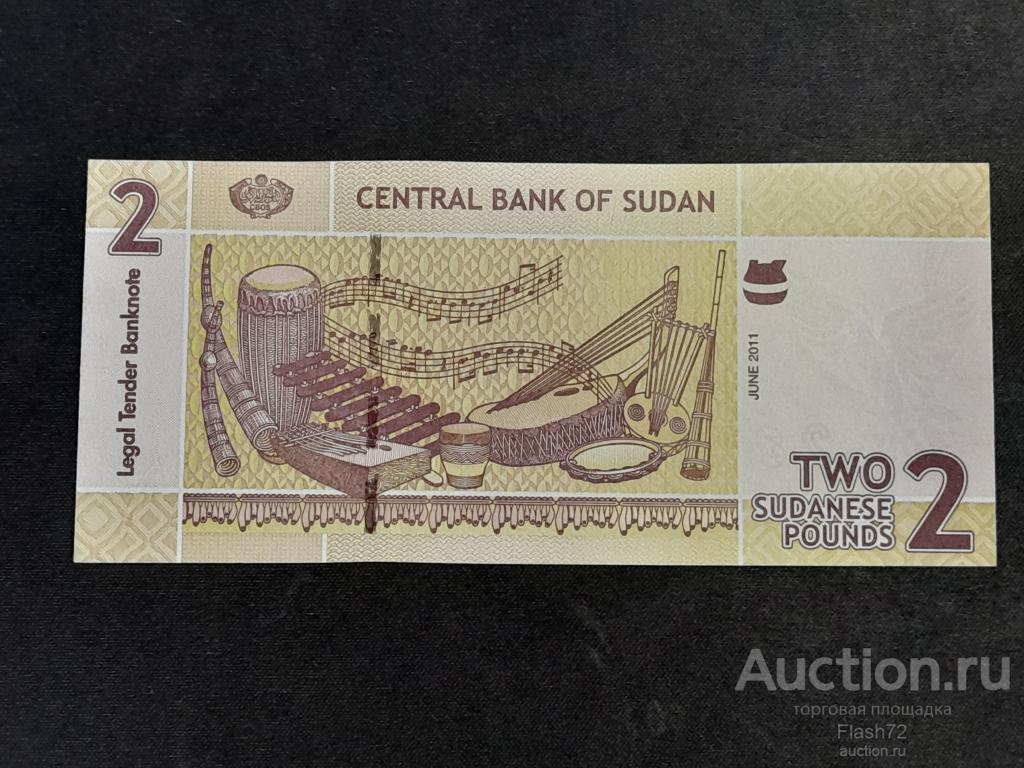 2
CBOS
CENTRAL BANK OF SUDAN
Legal Tender Banknote
JUNE 2011
TWO
SUDANESE
POUNDS
2
Auction.ru
торговая площадка
Flash72
auction.ru